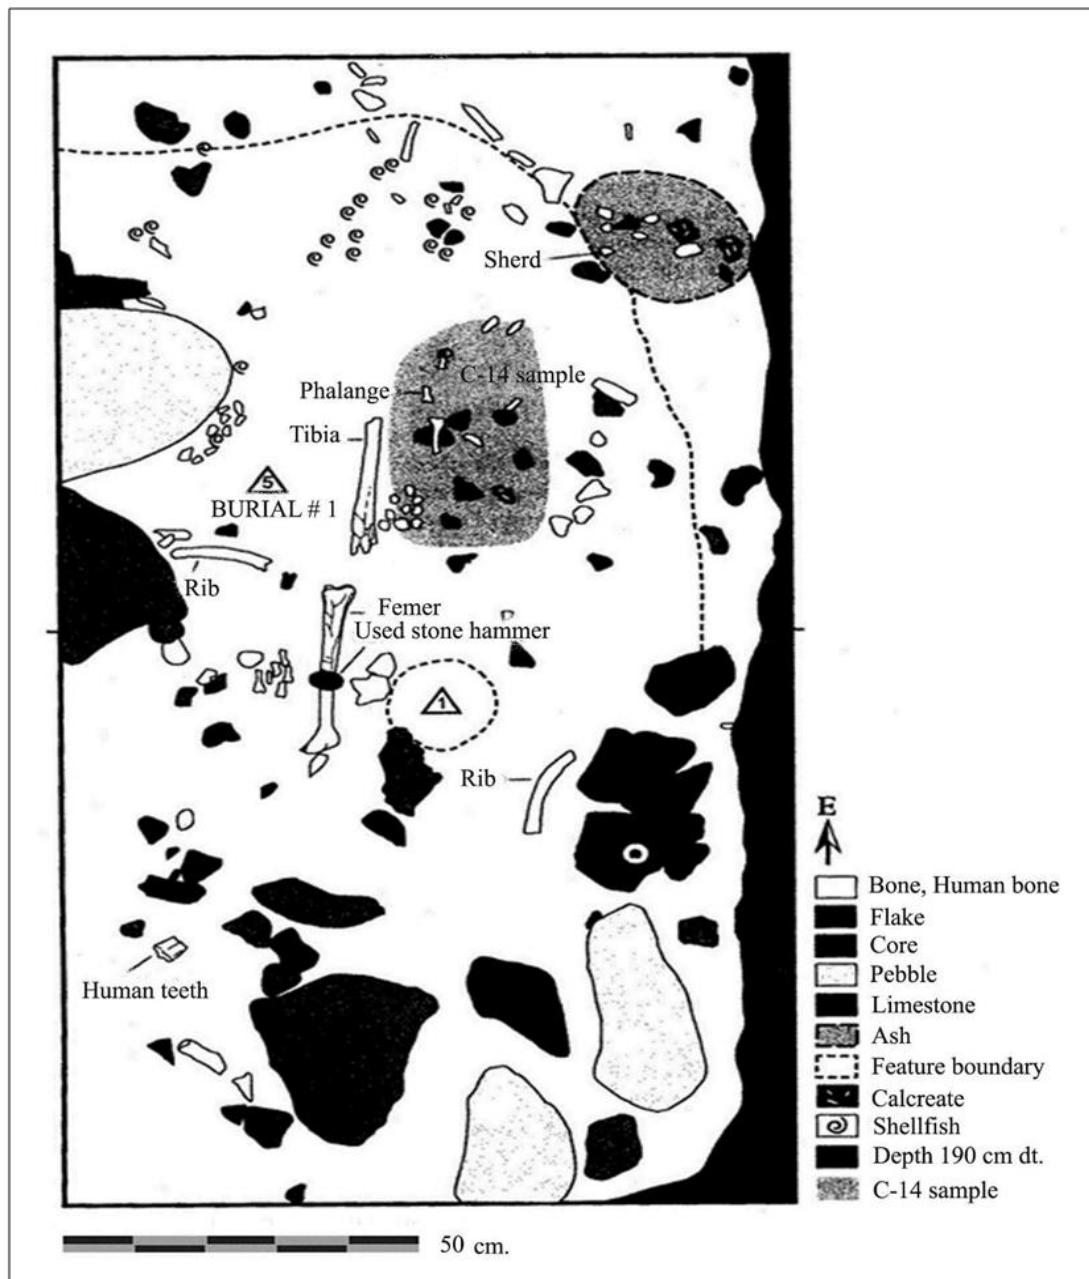 Sherd
C-14 sample
Phalange
Tibia
5
BURIAL # 1
Rib
Femer
Used stone hammer
1
Rib
Human teeth
E
Bone, Human bone
Flake
Core
Pebble
Limestone
Ash
Feature boundary
Calcreate
Shellfish
Depth 190 cm dt.
C-14 sample
50 cm.